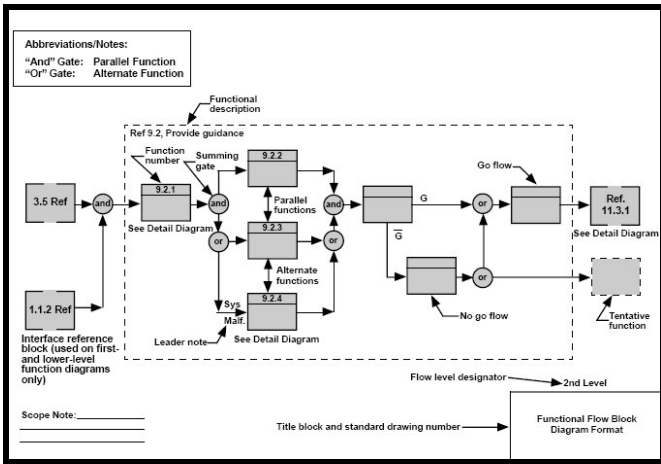 Abbreviations/Notes:
“And” Gate: Parallel Function
“Or” Gate: Alternate Function
Functional
description
Ref 9.2, Provide guidance
Function
number
Summing
gate
9.2.2
Go flow
9.2.1
3.5 Ref
and
and
Parallel
functions
and
G
or
Ref.
11.3.1
See Detail Diagram
See Detail Diagram
9.2.3
or
or
G
Alternate
functions
or
9.2.4
1.1.2 Ref
Sys
Malf.
No go flow
Tentative
function
Leader note
See Detail Diagram
Interface reference
block (used on first-
and lower-level
function diagrams
only)
Flow level designator
2nd Level
Scope Note:
Title block and standard drawing number
Functional Flow Block
Diagram Format